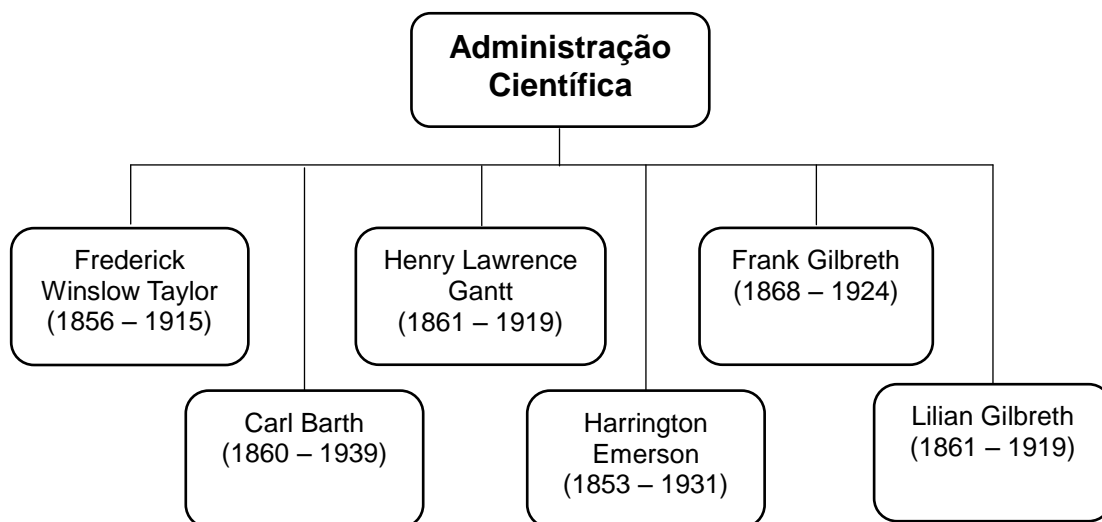 Administração
Científica
Frederick
Winslow Taylor
(1856 – 1915)
Henry Lawrence
Gantt
(1861 – 1919)
Frank Gilbreth
(1868 – 1924)
Carl Barth
(1860 – 1939)
Harrington
Emerson
(1853 – 1931)
Lilian Gilbreth
(1861 – 1919)